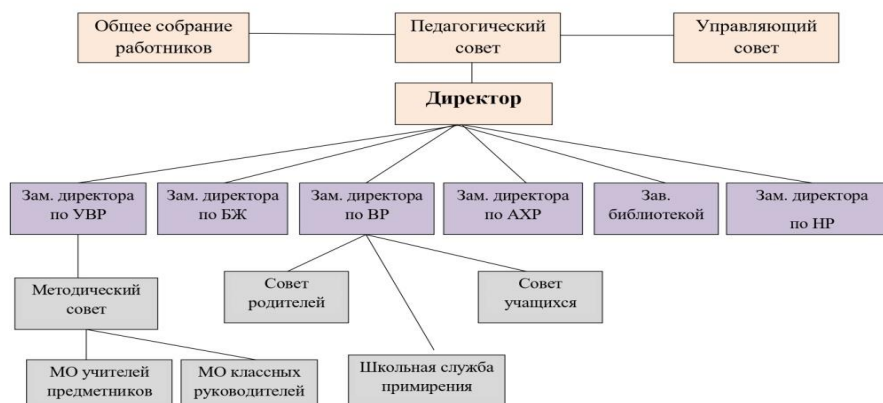 Общее собрание
работников
Педагогический
совет
Управляющий
совет
Директор
Зам. директора
по УВР
Зам. директора
по БЖ
Зам. директора
по ВР
Зам. директора
по АХР
Зав.
библиотекой
Зам. директора
по НР
Методический
совет
Совет
родителей
Совет
учащихся
МО учителей
предметников
МО классных
руководителей
Школьная служба
примирения